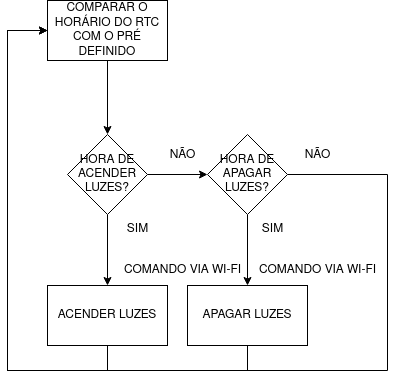 COMPARAR O
HORÁRIO DO RTC
COM O PRÉ
DEFINIDO
HORA DE
ACENDER
LUZES?
NÃO
HORA DE
APAGAR
LUZES?
NÃO
SIM
SIM
COMANDO VIA WI-FI
COMANDO VIA WI-FI
ACENDER LUZES
APAGAR LUZES